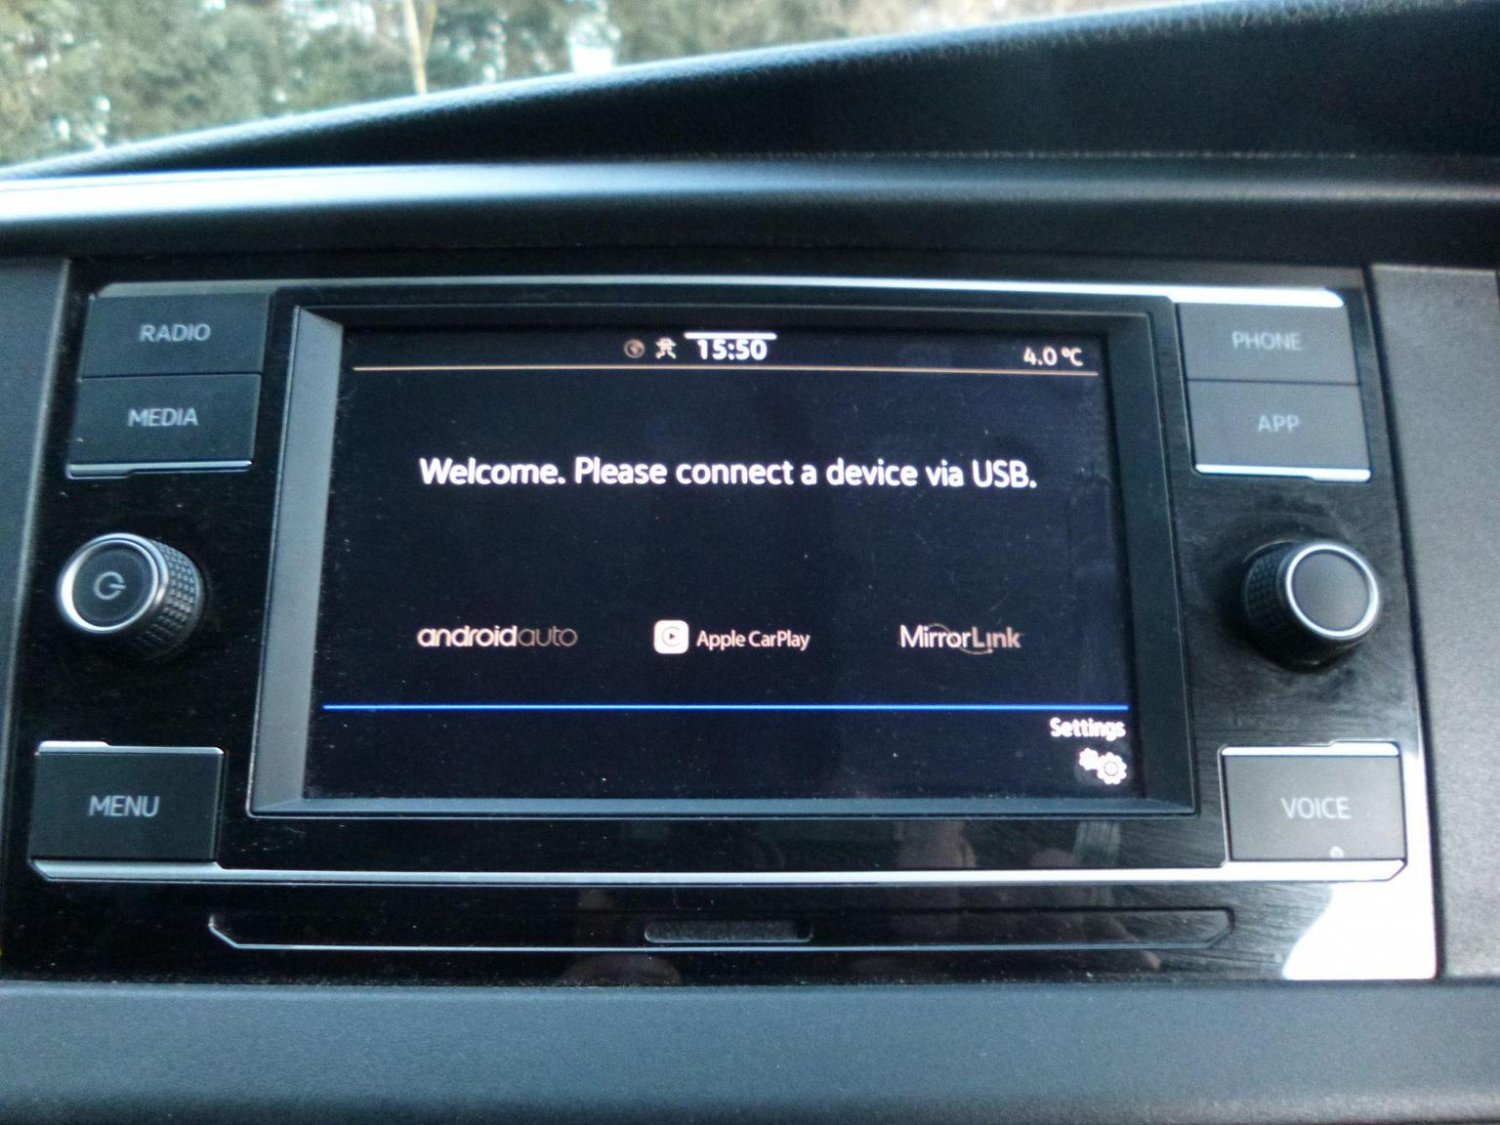 RADIO
MEDIA
MENU
15:50
4.0 °C
Welcome. Please connect a device via USB.
androidauto
Apple CarPlay
MirrorLink
Settings
PHONE
APP
VOICE